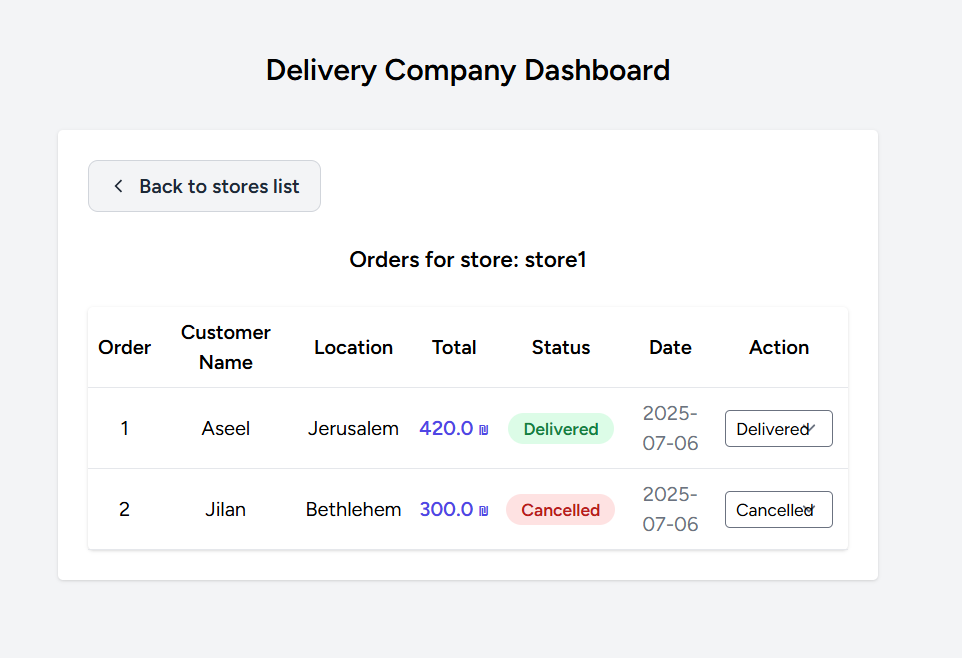 Delivery Company Dashboard
Back to stores list
Orders for store: store1
Order Customer Name Location Total Status Date Action
1 Aseel Jerusalem 420.0 ₪ Delivered 2025-07-06 Delivered
2 Jilan Bethlehem 300.0 ₪ Cancelled 2025-07-06 Cancelled